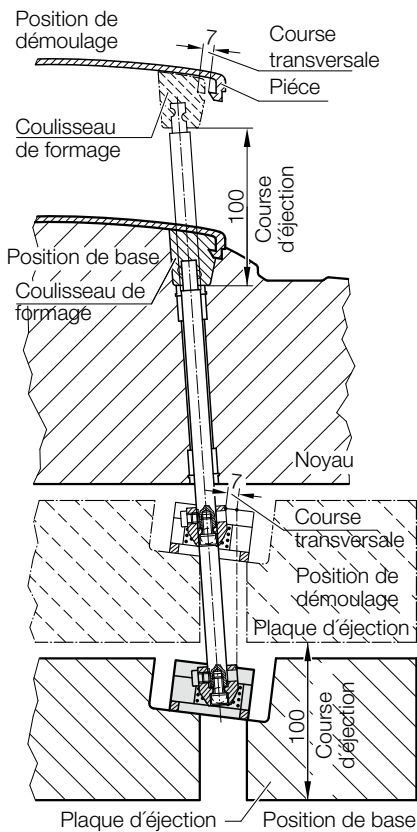 Position de
démoulage
7
Course
transversale
Piéce
Coulisseau
de formage
100
Course
d'éjection
Position de base
Coulisseau de
formage
Noyau
7
Course
transversale
Position de
démoulage
Plaque d'éjection
100
Course
d'éjection
Plaque d'éjection
Position de base